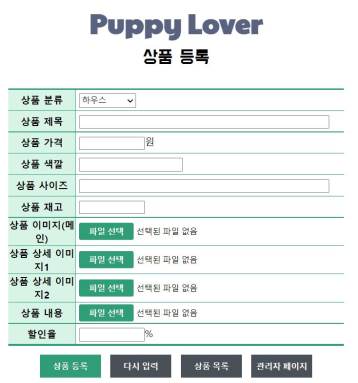 Puppy Lover
상품 등록
상품 분류 하우스
상품 제목
상품 가격 원
상품 색깔
상품 사이즈
상품 재고
상품 이미지(메
인) 파일 선택 선택된 파일 없음
상품 상세 이미
지1 파일 선택 선택된 파일 없음
상품 상세 이미
지2 파일 선택 선택된 파일 없음
상품 내용 파일 선택 선택된 파일 없음
할인율 %
상품 등록 다시 입력 상품 목록 관리자 페이지